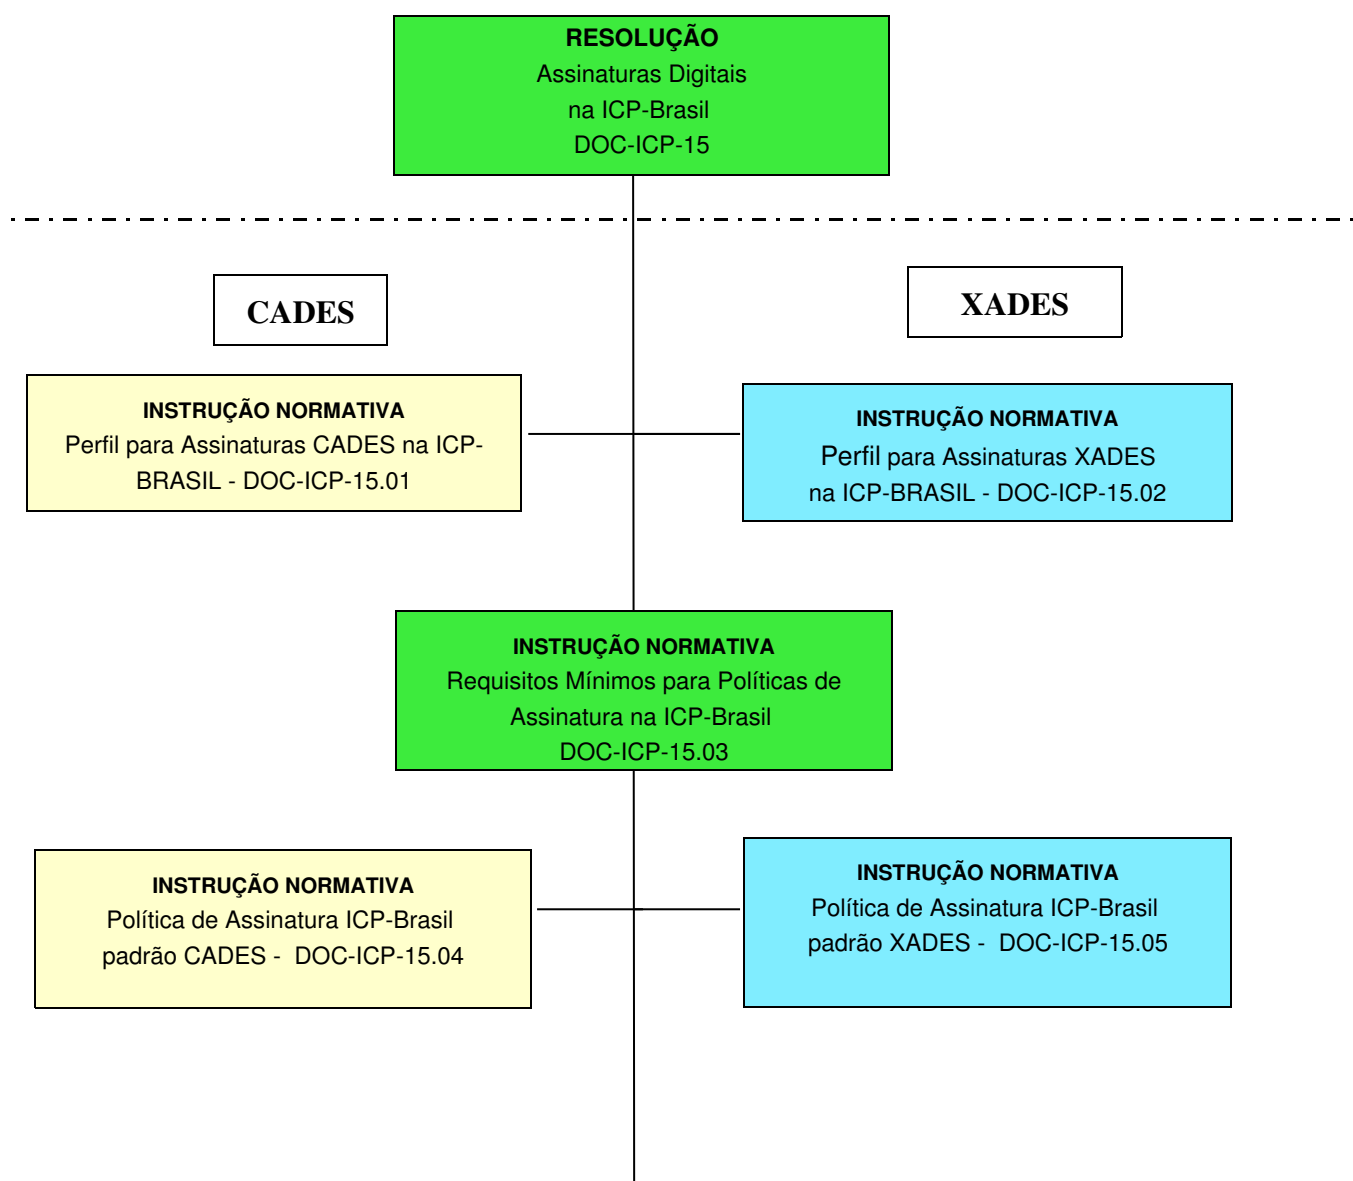 RESOLUÇÃO
Assinaturas Digitais
na ICP-Brasil
DOC-ICP-15
CADES
XADES
INSTRUÇÃO NORMATIVA
Perfil para Assinaturas CADES na ICP-
BRASIL - DOC-ICP-15.01
INSTRUÇÃO NORMATIVA
Perfil para Assinaturas XADES
na ICP-BRASIL - DOC-ICP-15.02
INSTRUÇÃO NORMATIVA
Requisitos Mínimos para Políticas de
Assinatura na ICP-Brasil
DOC-ICP-15.03
INSTRUÇÃO NORMATIVA
Política de Assinatura ICP-Brasil
padrão CADES - DOC-ICP-15.04
INSTRUÇÃO NORMATIVA
Política de Assinatura ICP-Brasil
padrão XADES - DOC-ICP-15.05